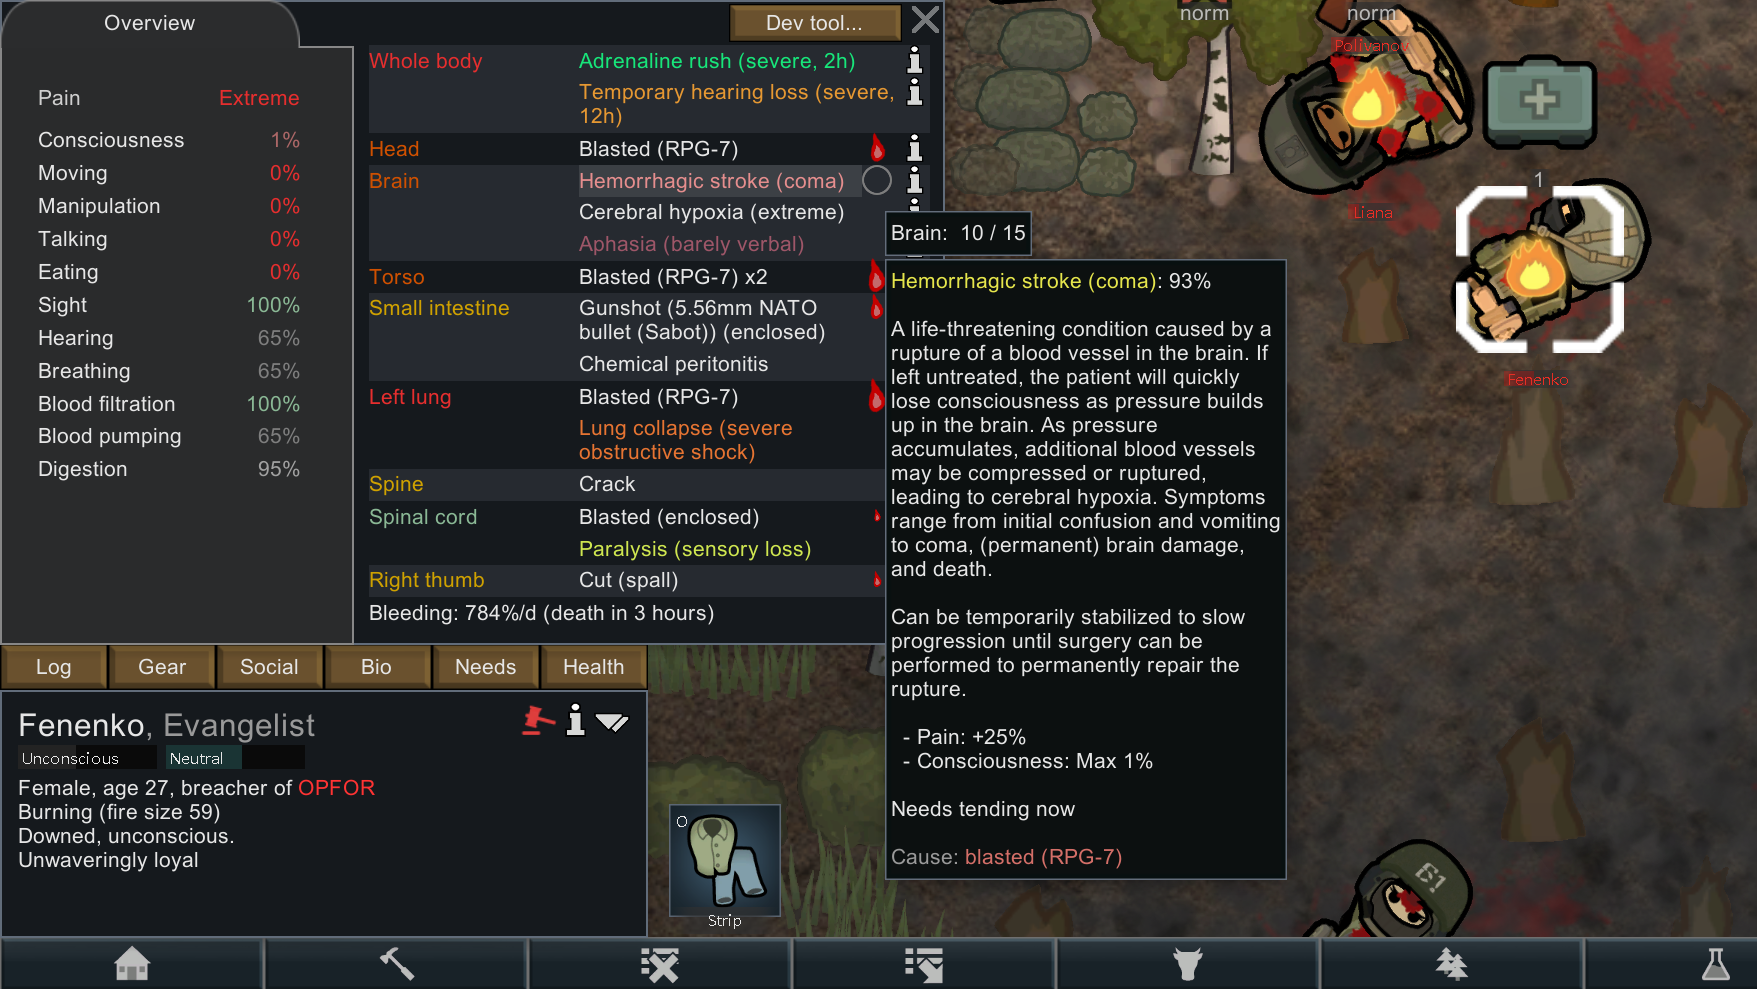 Overview
Dev tool...
Pain Extreme
Consciousness 1%
Moving 0%
Manipulation 0%
Talking 0%
Eating 0%
Sight 100%
Hearing 65%
Breathing 65%
Blood filtration 100%
Blood pumping 65%
Digestion 95%
Whole body Adrenaline rush (severe, 2h)
Temporary hearing loss (severe,
12h)
Head Blasted (RPG-7)
Brain Hemorrhagic stroke (coma)
Cerebral hypoxia (extreme)
Aphasia (barely verbal)
Torso Blasted (RPG-7) x2
Small intestine Gunshot (5.56mm NATO
bullet (Sabot)) (enclosed)
Chemical peritonitis
Left lung Blasted (RPG-7)
Lung collapse (severe
obstructive shock)
Spine Crack
Spinal cord Blasted (enclosed)
Paralysis (sensory loss)
Right thumb Cut (spall)
Bleeding: 784%/d (death in 3 hours)
Brain: 10 / 15
Hemorrhagic stroke (coma): 93%
A life-threatening condition caused by a
rupture of a blood vessel in the brain. If
left untreated, the patient will quickly
lose consciousness as pressure builds
up in the brain. As pressure
accumulates, additional blood vessels
may be compressed or ruptured,
leading to cerebral hypoxia. Symptoms
range from initial confusion and vomiting
to coma, (permanent) brain damage,
and death.
Can be temporarily stabilized to slow
progression until surgery can be
performed to permanently repair the
rupture.
- Pain: +25%
- Consciousness: Max 1%
Needs tending now
Cause: blasted (RPG-7)
norm
norm
Polivanov
Liana
1
Fenenko
Log Gear Social Bio Needs Health
Fenenko, Evangelist
Unconscious Neutral
Female, age 27, breacher of OPFOR
Burning (fire size 59)
Downed, unconscious.
Unwaveringly loyal
Strip